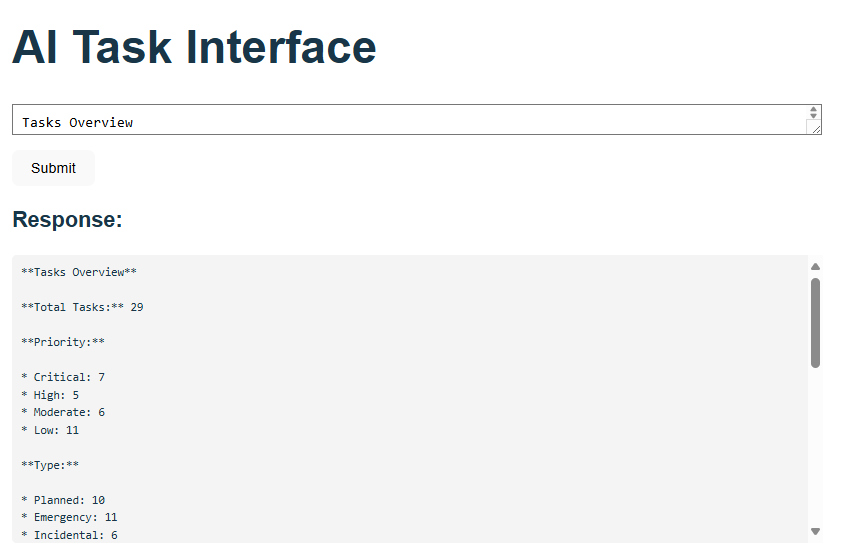 AI Task Interface
Tasks Overview
Submit
Response:
**Tasks Overview**
**Total Tasks:** 29
**Priority:**
* Critical: 7
* High: 5
* Moderate: 6
* Low: 11
**Type:**
* Planned: 10
* Emergency: 11
* Incidental: 6